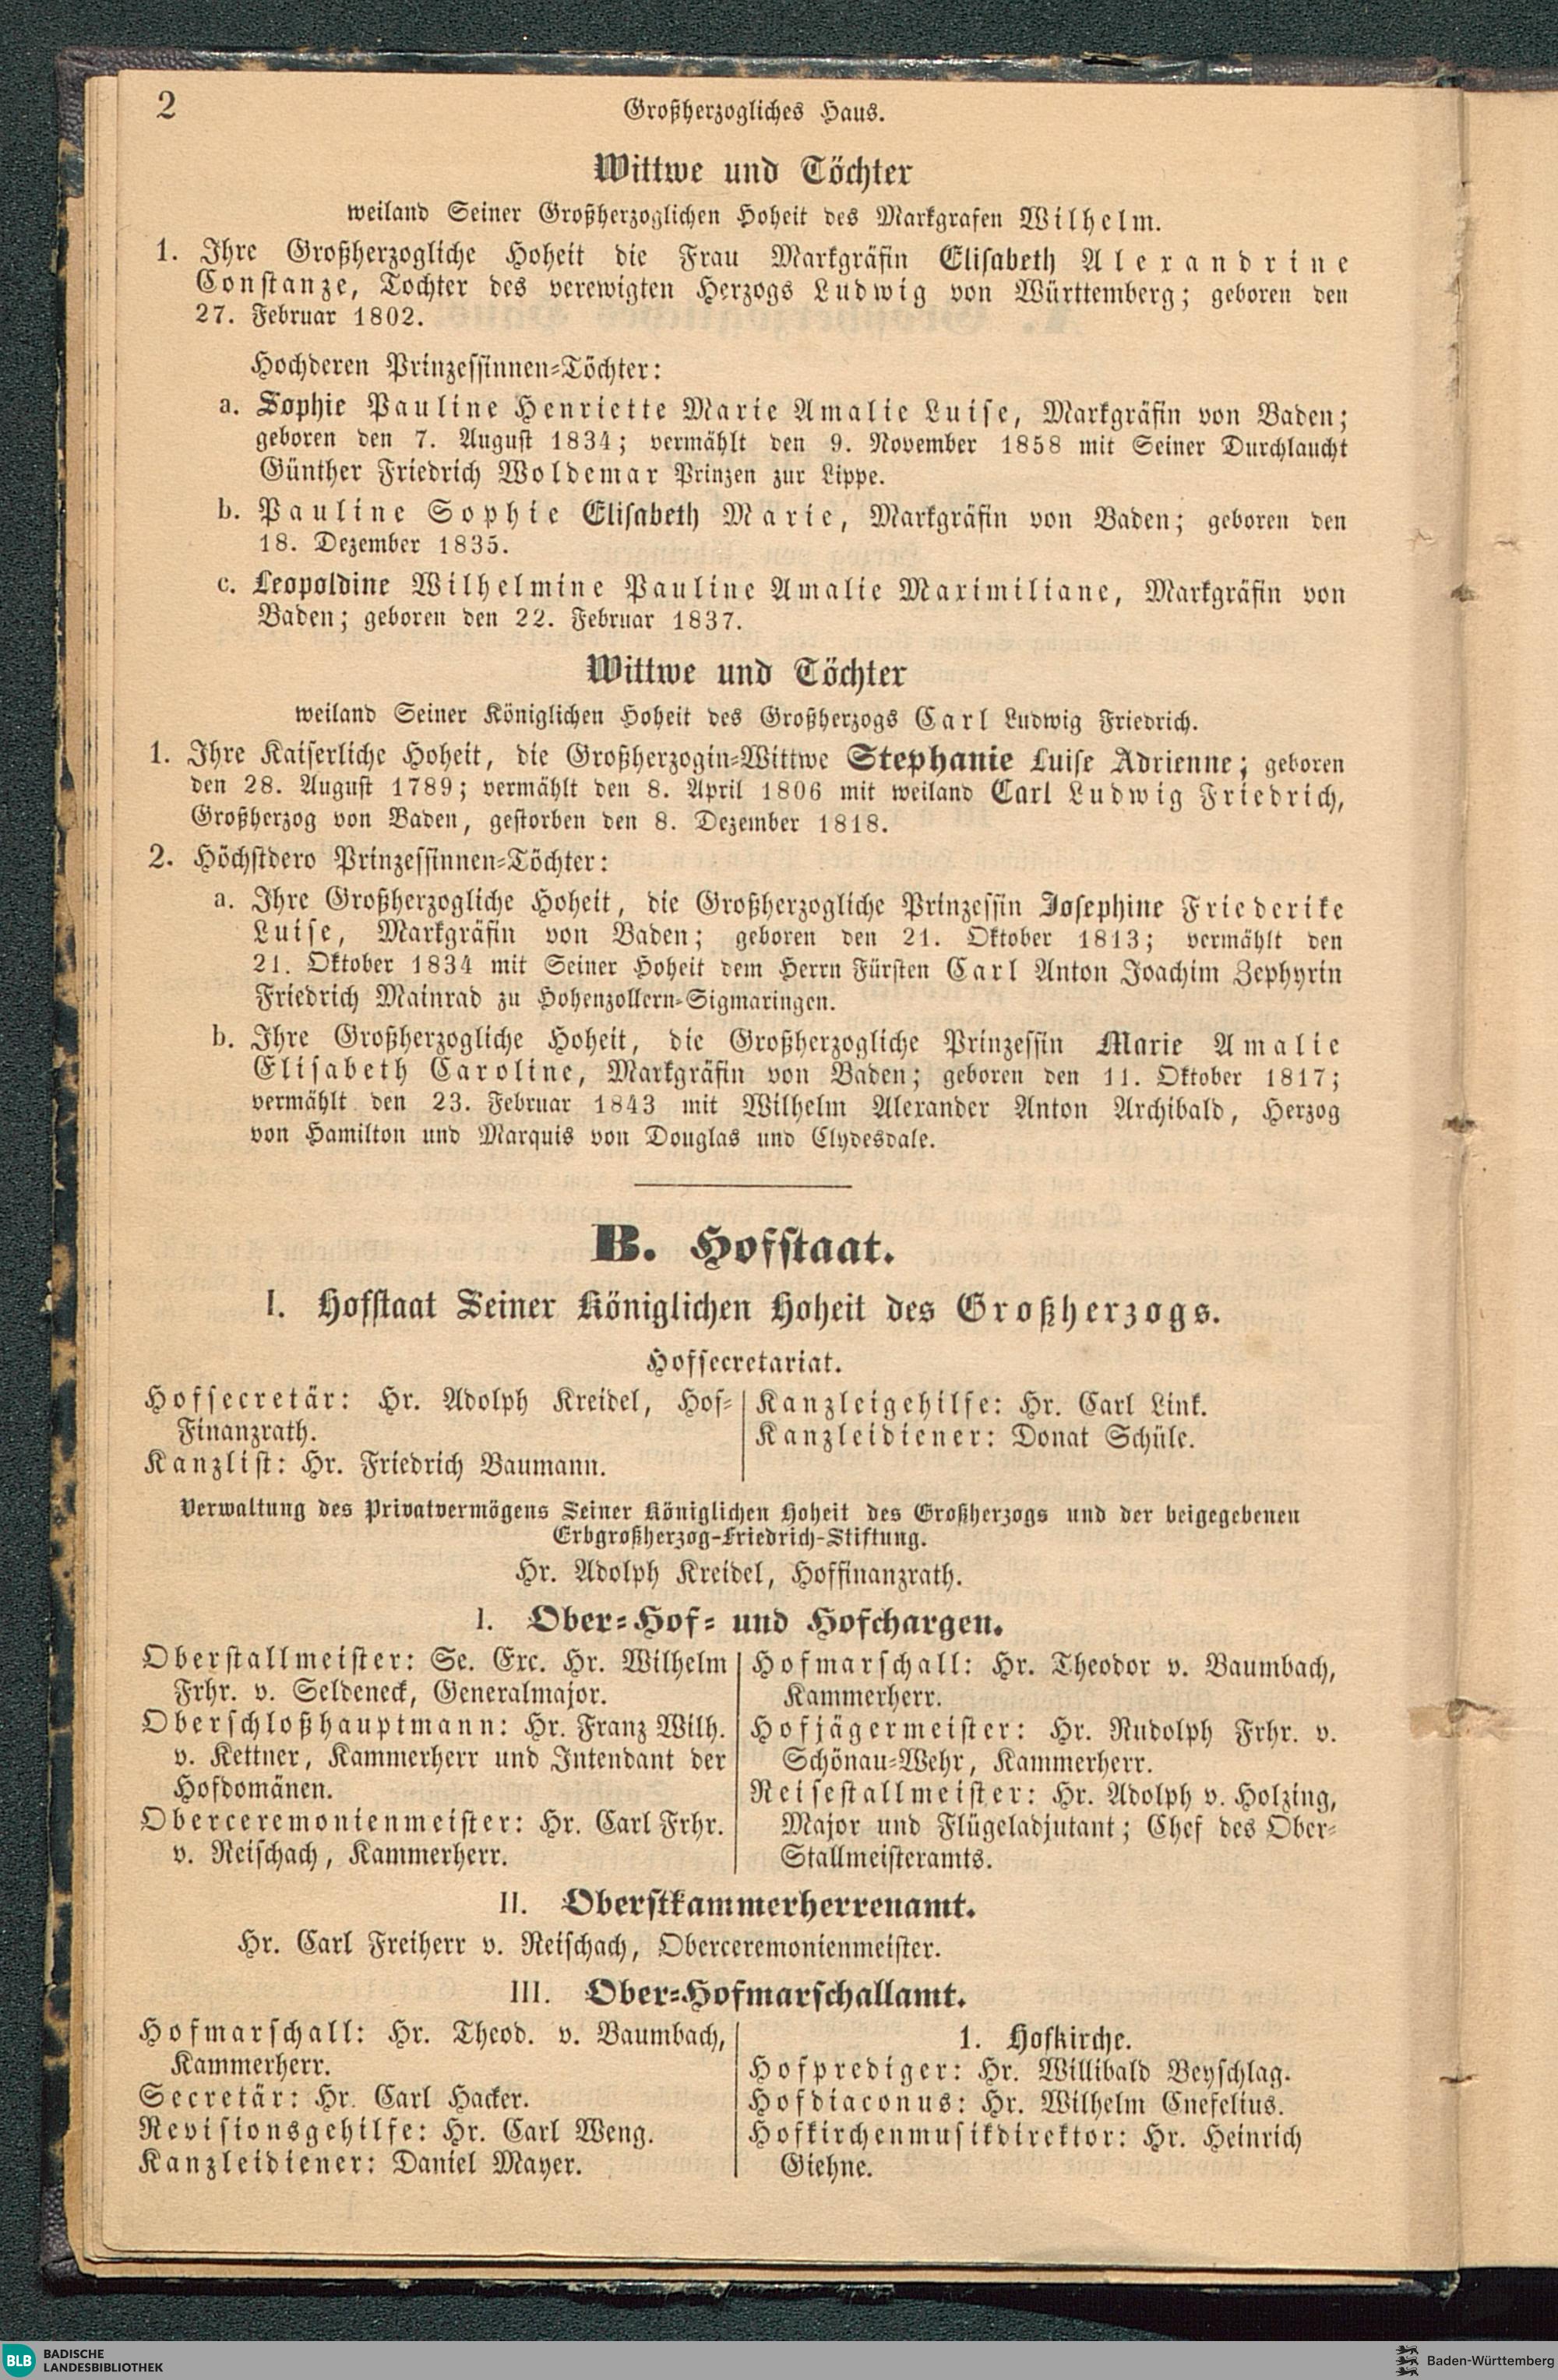 2
Großherzogliches Haus.
Wittwe und Töchter
weiland Seiner Großherzoglichen Hoheit des Markgrafen Wilhelm.
1. Ihre Großherzogliche Hoheit die Frau Markgräfin Elisabeth Alexandrine
Constanze, Tochter des verewigten Herzogs Ludwig von Württemberg; geboren den
27. Februar 1802.
Hochderen Prinzessinnen-Töchter:
a. Sophie Pauline Henriette Marie Amalie Luise, Markgräfin von Baden;
geboren den 7. August 1834; vermählt den 9. November 1858 mit Seiner Durchlaucht
Günther Friedrich Woldemar Prinzen zur Lippe.
b. Pauline Sophie Elisabeth Marie, Markgräfin von Baden; geboren den
18. Dezember 1835.
c. Leopoldine Wilhelmine Pauline Amalie Maximiliane, Markgräfin von
Baden; geboren den 22. Februar 1837.
Wittwe und Töchter
weiland Seiner Königlichen Hoheit des Großherzogs Carl Ludwig Friedrich.
1. Ihre Kaiserliche Hoheit, die Großherzogin-Wittwe Stephanie Luise Adrienne; geboren
den 28. August 1789; vermählt den 8. April 1806 mit weiland Carl Ludwig Friedrich,
Großherzog von Baden, gestorben den 8. Dezember 1818.
2. Höchstdero Prinzessinnen-Töchter:
a. Ihre Großherzogliche Hoheit, die Großherzogliche Prinzessin Josephine Friederike
Luise, Markgräfin von Baden; geboren den 21. Oktober 1813; vermählt den
21. Oktober 1834 mit Seiner Hoheit dem Herrn Fürsten Carl Anton Joachim Zephyrin
Friedrich Mainrad zu Hohenzollern-Sigmaringen.
b. Ihre Großherzogliche Hoheit, die Großherzogliche Prinzessin Marie Amalie
Elisabeth Caroline, Markgräfin von Baden; geboren den 11. Oktober 1817;
vermählt den 23. Februar 1843 mit Wilhelm Alexander Anton Archibald, Herzog
von Hamilton und Marquis von Douglas und Clydesdale.
B. Hofstaat.
I. Hofstaat Seiner Königlichen Hoheit des Großherzogs.
Hofsecretariat.
Hofsecretär: Hr. Adolph Kreidel, Hof-
Finanzrath.
Kanzlist: Hr. Friedrich Baumann.
Kanzleigehilfe: Hr. Carl Link.
Kanzleidiener: Donat Schüle.
Verwaltung des Privatvermögens Seiner Königlichen Hoheit des Großherzogs und der beigegebenen
Erbgroßherzog-Friedrich-Stiftung.
Hr. Adolph Kreidel, Hoffinanzrath.
I. Ober-Hof- und Hofchargen.
Oberstallmeister: Se. Exc. Hr. Wilhelm
Frhr. v. Seldeneck, Generalmajor.
Oberschloßhauptmann: Hr. Franz Wilh.
v. Kettner, Kammerherr und Intendant der
Hofdomänen.
Oberceremonienmeister: Hr. Carl Frhr.
v. Reischach, Kammerherr.
Hofmarschall: Hr. Theodor v. Baumbach,
Kammerherr.
Hofjägermeister: Hr. Rudolph Frhr. v.
Schönau-Wehr, Kammerherr.
Reisestallmeister: Hr. Adolph v. Holzing,
Major und Flügeladjutant; Chef des Ober-
Stallmeisteramts.
II. Oberstkammerherrenamt.
Hr. Carl Freiherr v. Reischach, Oberceremonienmeister.
III. Ober-Hofmarschallamt.
Hofmarschall: Hr. Theod. v. Baumbach,
Kammerherr.
Secretär: Hr. Carl Hacker.
Revisionsgehilfe: Hr. Carl Weng.
Kanzleidiener: Daniel Mayer.
1. Hofkirche.
Hofprediger: Hr. Willibald Beyschlag.
Hofdiaconus: Hr. Wilhelm Cnefelius.
Hofkirchenmusikdirektor: Hr. Heinrich
Giehne.
BLB BADISCHE
LANDESBIBLIOTHEK
Baden-Württemberg